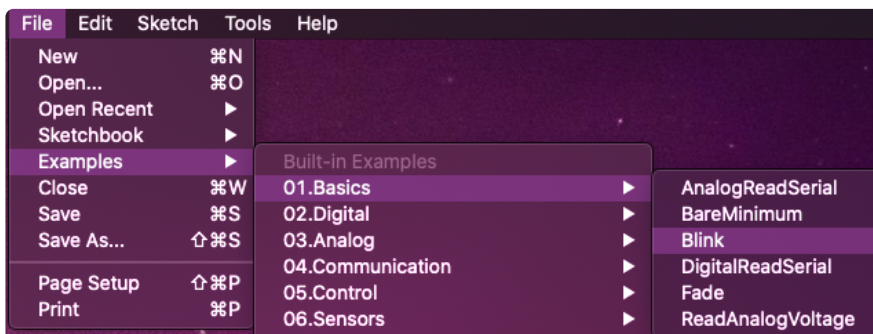 File Edit Sketch Tools Help
New ⌘N
Open... ⌘O
Open Recent ▶
Sketchbook ▶
Examples ▶
Close ⌘W
Save ⌘S
Save As... ⇧⌘S
Page Setup ⇧⌘P
Print ⌘P
Built-in Examples
01.Basics ▶
02.Digital ▶
03.Analog ▶
04.Communication ▶
05.Control ▶
06.Sensors ▶
AnalogReadSerial
BareMinimum
Blink
DigitalReadSerial
Fade
ReadAnalogVoltage